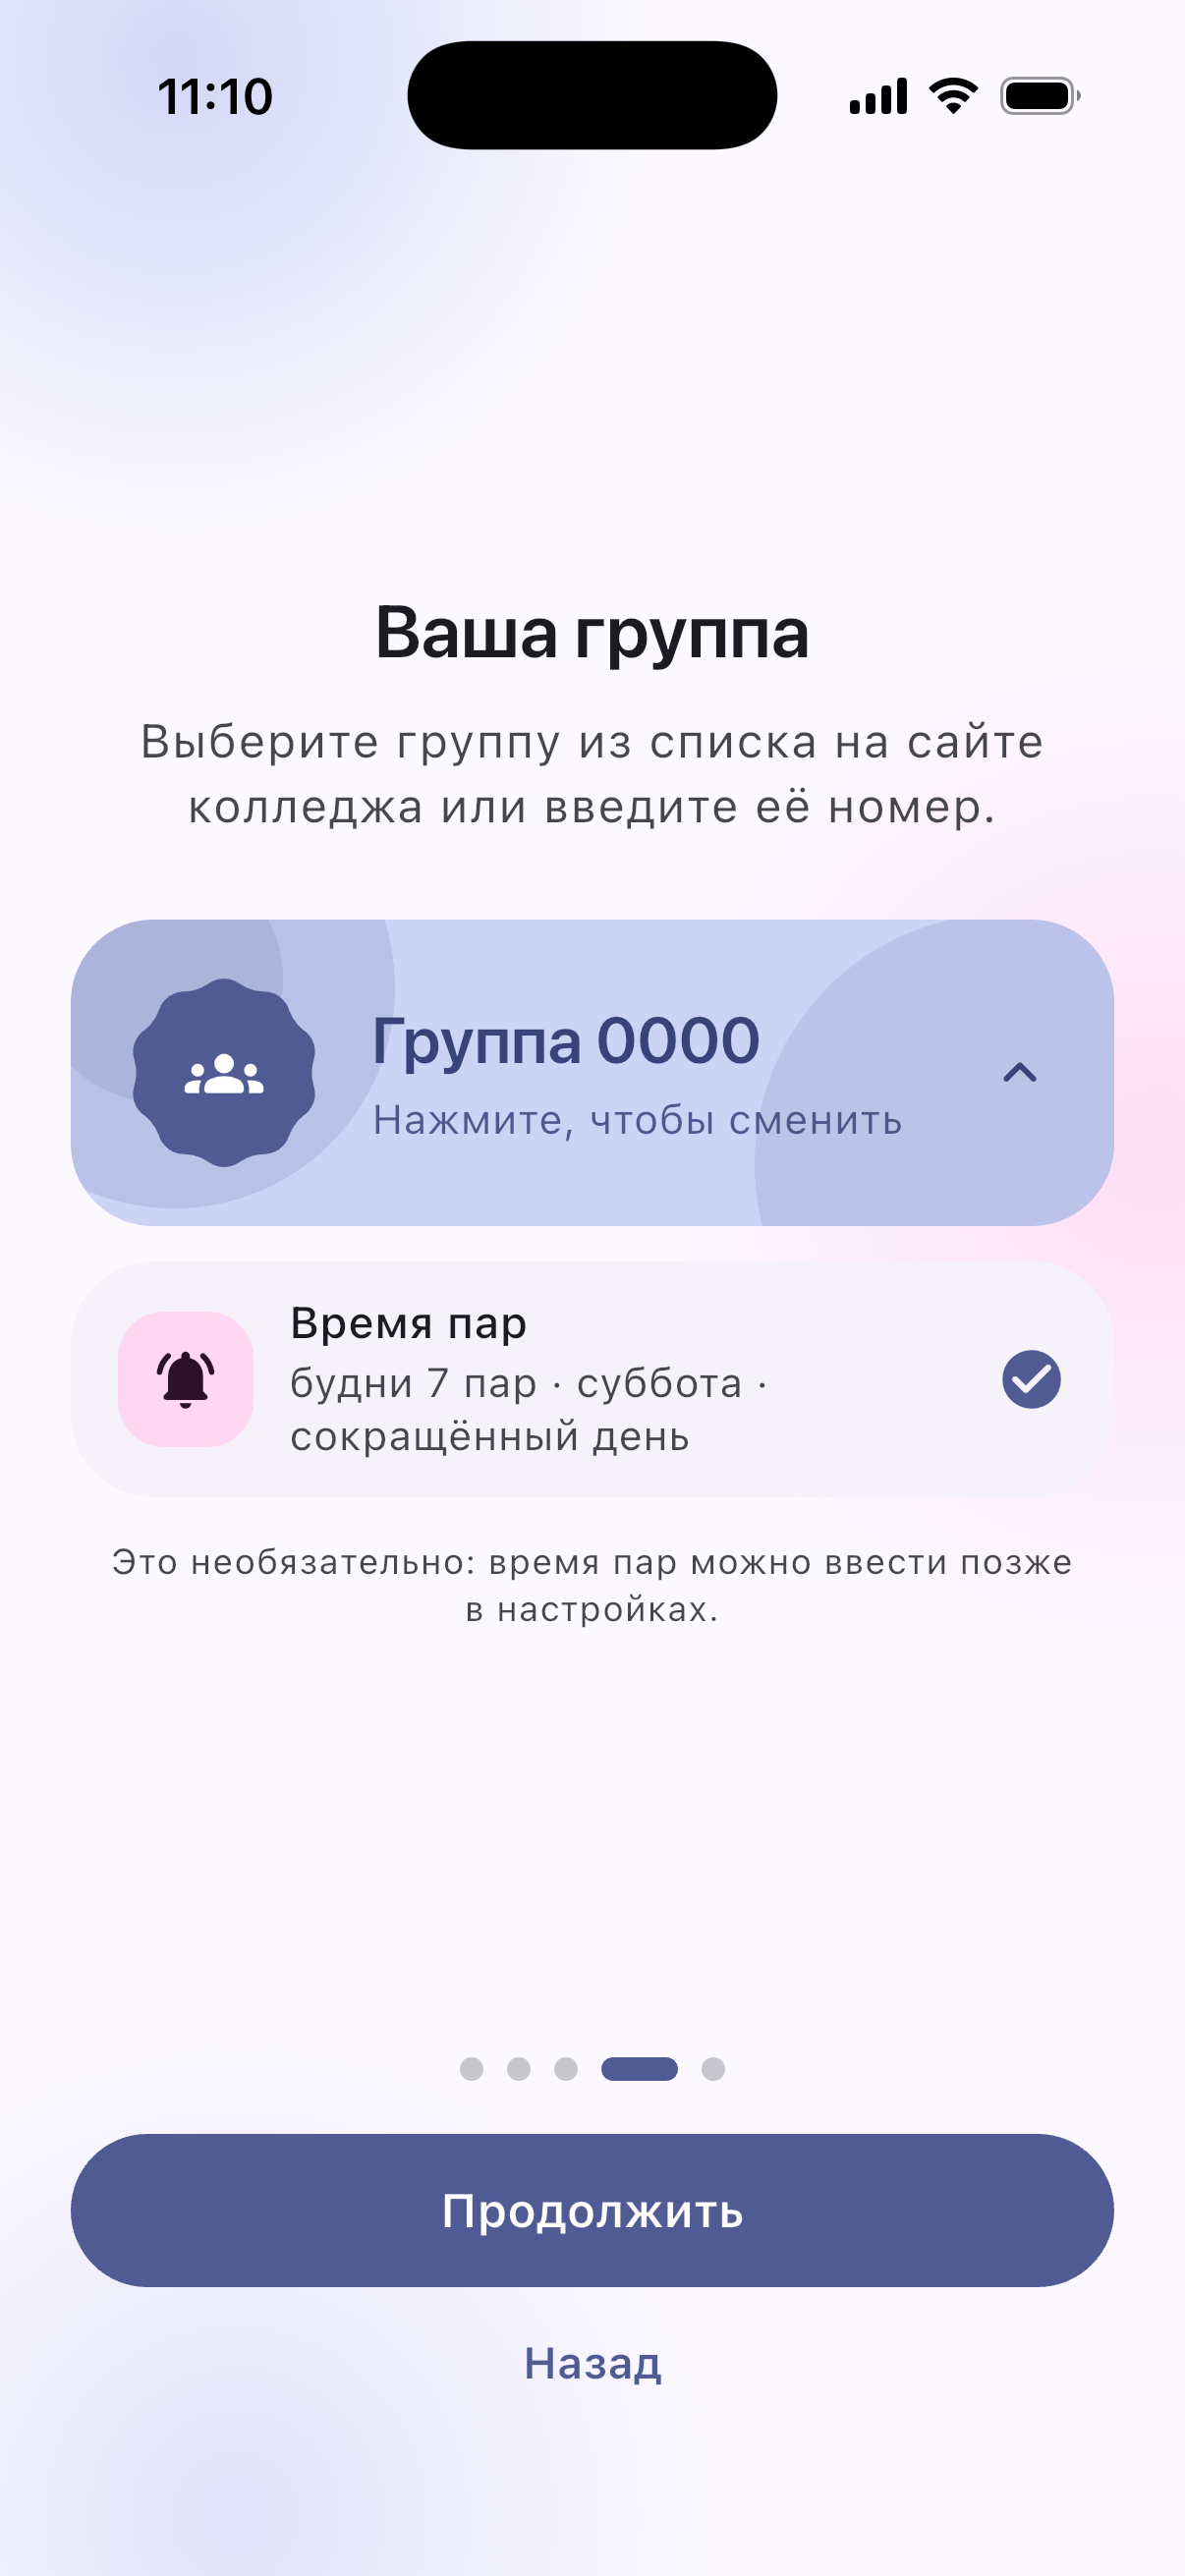 11:10
Ваша группа
Выберите группу из списка на сайте
колледжа или введите её номер.
Группа 0000
Нажмите, чтобы сменить
Время пар
будни 7 пар · суббота ·
сокращённый день
Это необязательно: время пар можно ввести позже
в настройках.
Продолжить
Назад